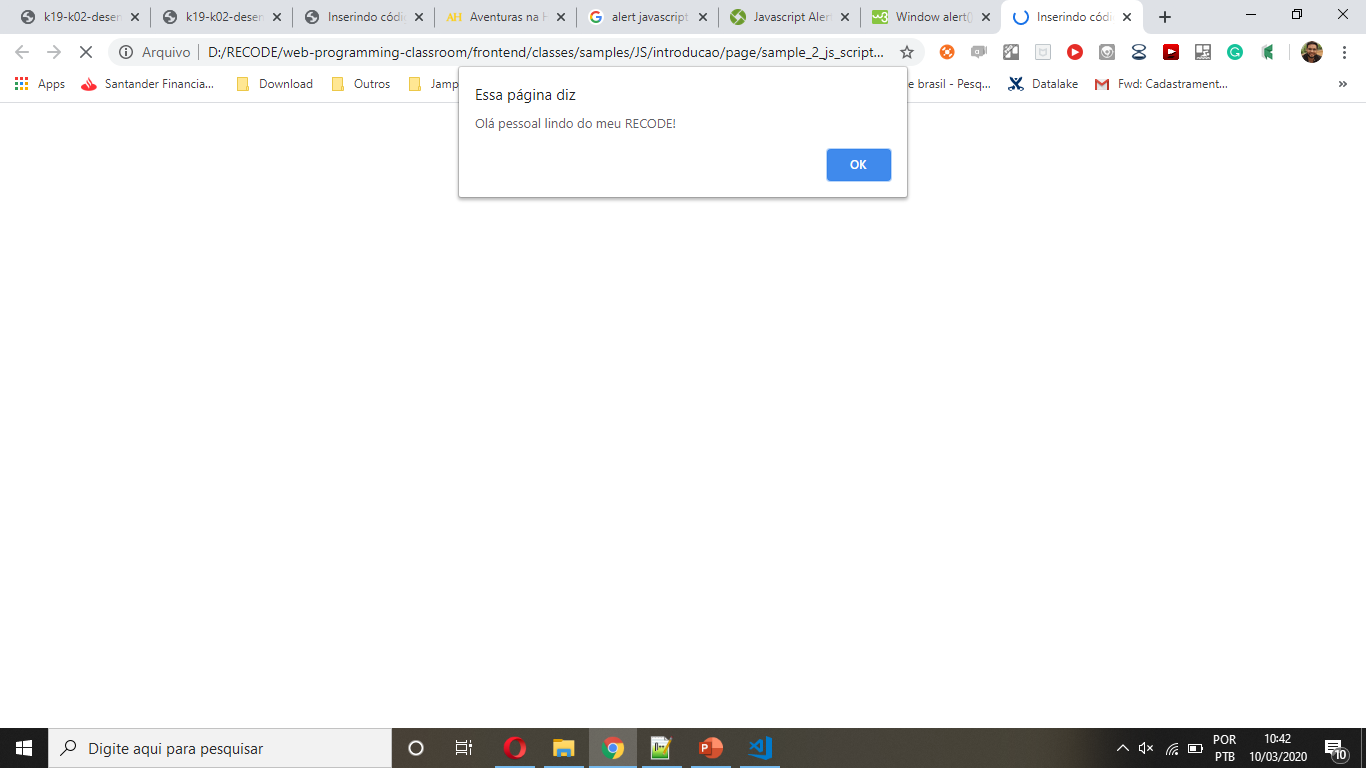 k19-k02-desen
k19-k02-desen
Inserindo códi
AH Aventuras na H
alert javascript
Javascript Alert
w3 Window alert()
Inserindo códi
Arquivo | D:/RECODE/web-programming-classroom/frontend/classes/samples/JS/introducao/page/sample_2_js_script...
Apps
Santander Financia...
Download
Outros
Jamp
e brasil - Pesq...
Datalake
Fwd: Cadastrament...
»
Essa página diz
Olá pessoal lindo do meu RECODE!
OK
Digite aqui para pesquisar
POR
PTB
10:42
10/03/2020
10